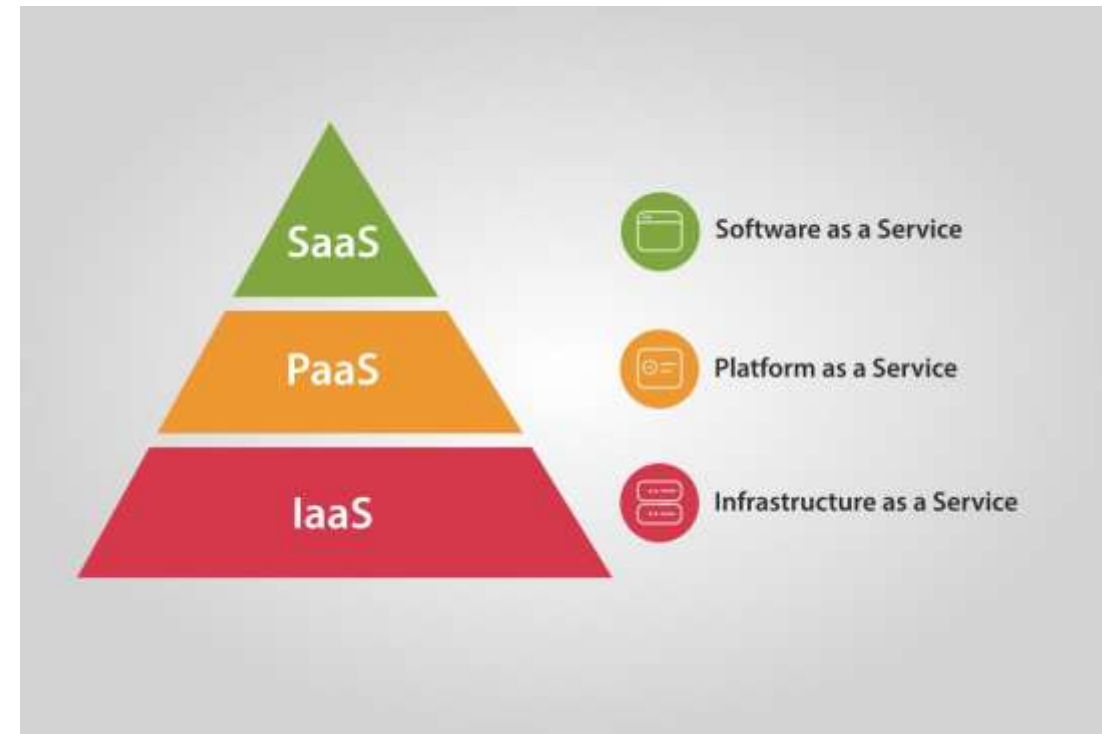 SaaS
Software as a Service
PaaS
Platform as a Service
IaaS
Infrastructure as a Service